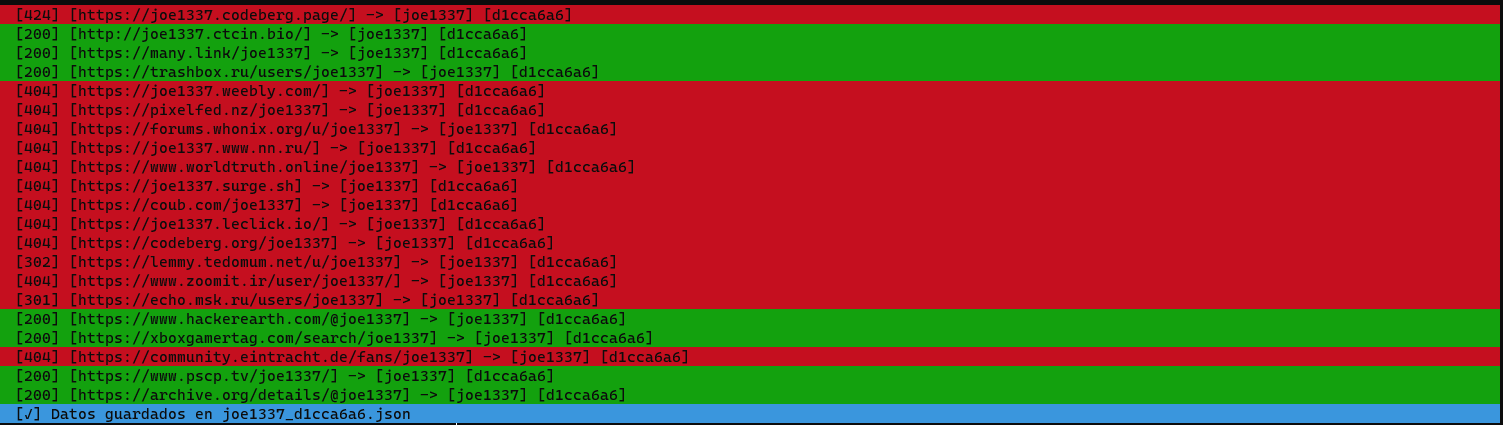 [424] [https://joe1337.codeberg.page/] -> [joe1337] [d1cca6a6]
[200] [http://joe1337.ctcin.bio/] -> [joe1337] [d1cca6a6]
[200] [https://many.link/joe1337] -> [joe1337] [d1cca6a6]
[200] [https://trashbox.ru/users/joe1337] -> [joe1337] [d1cca6a6]
[404] [https://joe1337.weebly.com/] -> [joe1337] [d1cca6a6]
[404] [https://pixelfed.nz/joe1337] -> [joe1337] [d1cca6a6]
[404] [https://forums.whonix.org/u/joe1337] -> [joe1337] [d1cca6a6]
[404] [https://joe1337.www.nn.ru/] -> [joe1337] [d1cca6a6]
[404] [https://www.worldtruth.online/joe1337] -> [joe1337] [d1cca6a6]
[404] [https://joe1337.surge.sh] -> [joe1337] [d1cca6a6]
[404] [https://coub.com/joe1337] -> [joe1337] [d1cca6a6]
[404] [https://joe1337.leclick.io/] -> [joe1337] [d1cca6a6]
[404] [https://codeberg.org/joe1337] -> [joe1337] [d1cca6a6]
[302] [https://lemmy.tedomum.net/u/joe1337] -> [joe1337] [d1cca6a6]
[404] [https://www.zoomit.ir/user/joe1337/] -> [joe1337] [d1cca6a6]
[301] [https://echo.msk.ru/users/joe1337] -> [joe1337] [d1cca6a6]
[200] [https://www.hackerearth.com/@joe1337] -> [joe1337] [d1cca6a6]
[200] [https://xboxgamertag.com/search/joe1337] -> [joe1337] [d1cca6a6]
[404] [https://community.eintracht.de/fans/joe1337] -> [joe1337] [d1cca6a6]
[200] [https://www.pscp.tv/joe1337/] -> [joe1337] [d1cca6a6]
[200] [https://archive.org/details/@joe1337] -> [joe1337] [d1cca6a6]
[√] Datos guardados en joe1337_d1cca6a6.json